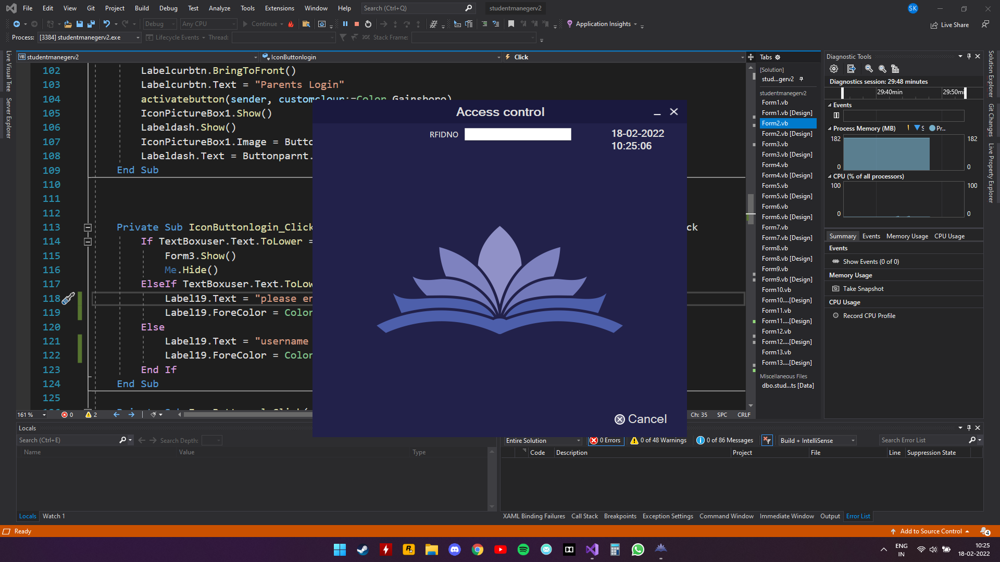 File Edit View Git Project Build Debug Test Analyze Tools Extensions Window Help Search (Ctrl+Q) studentmanegerv2 SK
Debug Any CPU Continue Application Insights Live Share
Process: [3384] studentmanegerv2.exe Lifecycle Events Thread: Stack Frame:
Live Visual Tree
Server Explorer
VB studentmanegerv2 IconButtonlogin Click
102 Labelcurbtn.BringToFront()
103 Labelcurbtn.Text = "Parents Login"
104 activatebutton(sender, customclour:=Color.Gainsboro)
105 IconPictureBox1.Show()
106 Labeldash.Show()
107 IconPictureBox1.Image = Butto
108 Labeldash.Text = Buttonparnt.
109 End Sub
110
111
112
113 Private Sub IconButtonlogin_Click ck
114 If TextBoxuser.Text.ToLower =
115 Form3.Show()
116 Me.Hide()
117 ElseIf TextBoxuser.Text.ToLow
118 Label19.Text = "please en
119 Label19.ForeColor = Color
120 Else
121 Label19.Text = "username
122 Label19.ForeColor = Color
123 End If
124 End Sub
125
161 % 0 2 Ch: 35 SPC CRLF
Access control
RFIDNO
18-02-2022
10:25:06
Cancel
Tabs
[Solution]
stud...gerv2
studentmanegerv2
Form1.vb
Form1.vb [Design]
Form2.vb
Form2.vb [Design]
Form3.vb
Form3.vb [Design]
Form4.vb
Form4.vb [Design]
Form5.vb
Form5.vb [Design]
Form6.vb
Form6.vb [Design]
Form7.vb
Form7.vb [Design]
Form8.vb
Form8.vb [Design]
Form9.vb
Form9.vb [Design]
Form10.vb
Form10....[Design]
Form11.vb
Form11....[Design]
Form12.vb
Form12....[Design]
Form13.vb
Form13....[Design]
Miscellaneous Files
dbo.stud...ts [Data]
Diagnostic Tools
Diagnostics session: 29:48 minutes
29:40min 29:50mi
Events
Process Memory (MB) S Pr...
182 182
0 0
CPU (% of all processors)
100 100
0 0
Summary Events Memory Usage CPU Usage
Events
Show Events (0 of 0)
Memory Usage
Take Snapshot
CPU Usage
Record CPU Profile
Solution Explorer
Git Changes
Live Property Explorer
Locals
Search (Ctrl+E) Search Depth:
Name Value Type
Locals Watch 1
Entire Solution 0 Errors 0 of 48 Warnings 0 of 86 Messages Build + IntelliSense Search Error List
Code Description Project File Line Suppression State
XAML Binding Failures Call Stack Breakpoints Exception Settings Command Window Immediate Window Output Error List
Ready Add to Source Control 4
ENG
IN
10:25
18-02-2022